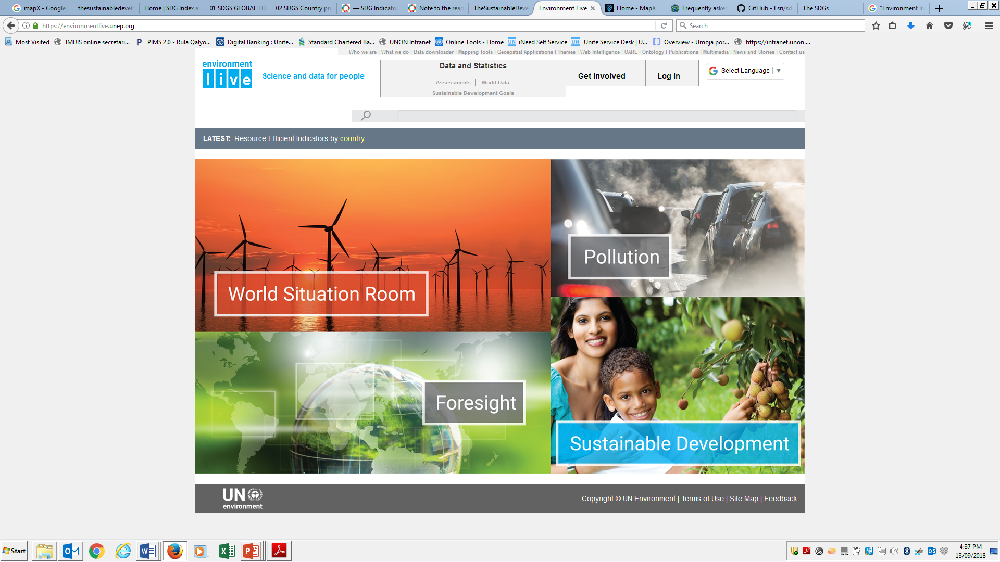 mapX - Google
thesustainabledevelo
Home | SDG Index a
01 SDGS GLOBAL ED
02 SDGS Country pr
— SDG Indicator
Note to the read
TheSustainableDeve
Environment Live
Home - MapX
Frequently aske
GitHub - Esri/sd
The SDGs
"Environment liv
https://environmentlive.unep.org
Search
Most Visited
IMDIS online secretari...
PIMS 2.0 - Rula Qalyo...
Digital Banking : Unite...
Standard Chartered Ba...
UNON Intranet
Online Tools - Home
iNeed Self Service
Unite Service Desk | U...
Overview - Umoja por...
https://intranet.unon....
Who we are | What we do | Data downloader | Mapping Tools | Geospatial Applications | Themes | Web Intelligence | OARE | Ontology | Publications | Multimedia | News and Stories | Contact us
environment
live
Science and data for people
Data and Statistics
Assessments
World Data
Sustainable Development Goals
Get Involved
Log In
Select Language
LATEST: Resource Efficient Indicators by country
World Situation Room
Pollution
Foresight
Sustainable Development
UN
environment
Copyright © UN Environment | Terms of Use | Site Map | Feedback
Start
4:37 PM
13/09/2018